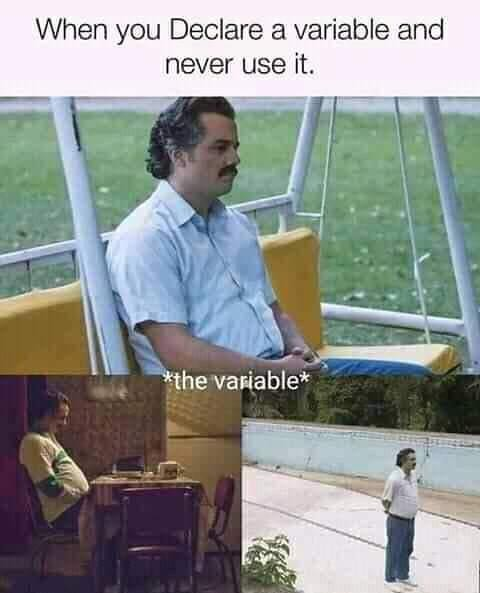 When you Declare a variable and
never use it.
*the variable*